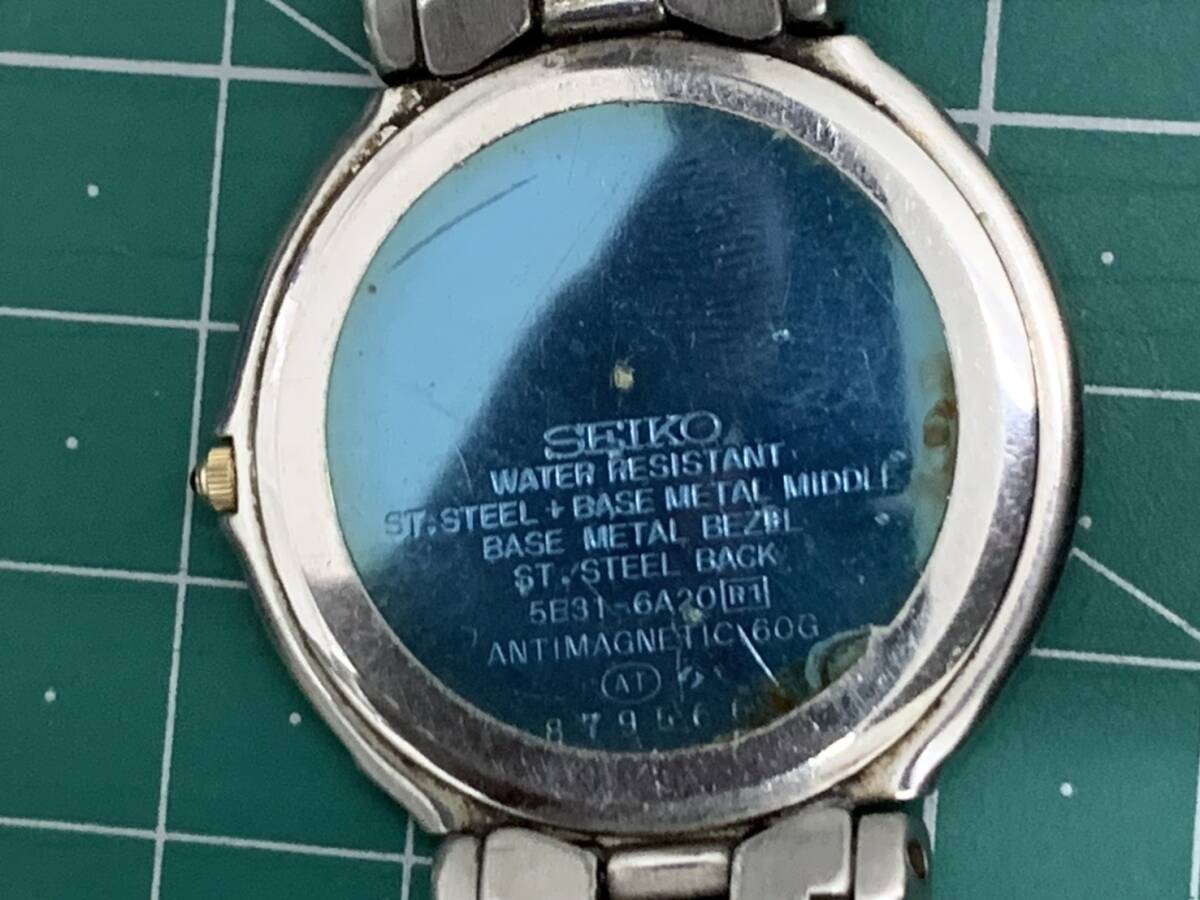 SEIKO
WATER RESISTANT
ST.STEEL + BASE METAL MIDDLE
BASE METAL BEZEL
ST.STEEL BACK
5E31-6A20 R1
ANTIMAGNETIC 60G
AT